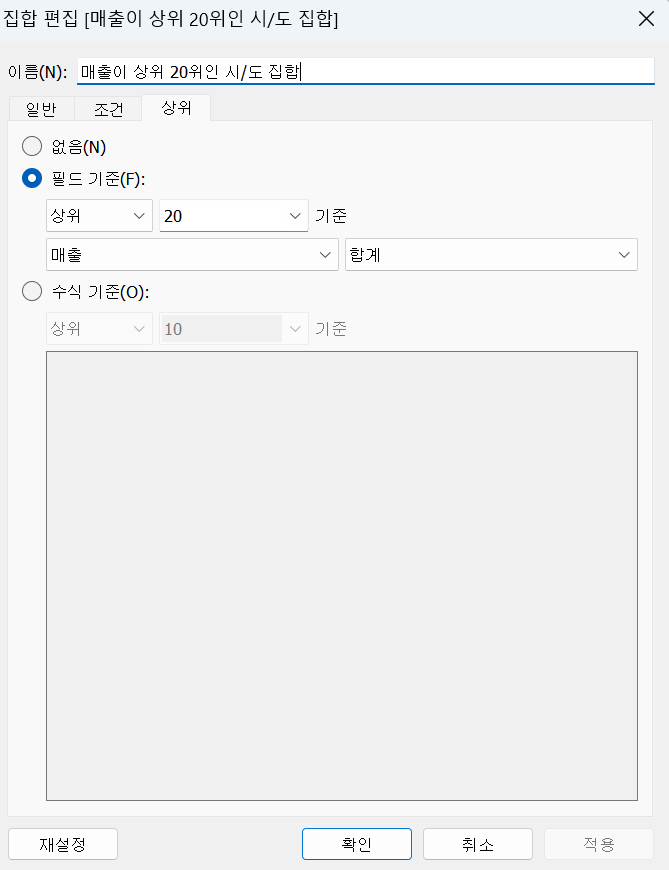 집합 편집 [매출이 상위 20위인 시/도 집합]
이름(N): 매출이 상위 20위인 시/도 집합
일반 조건 상위
없음(N)
필드 기준(F):
상위 20 기준
매출 합계
수식 기준(O):
상위 10 기준
재설정 확인 취소 적용